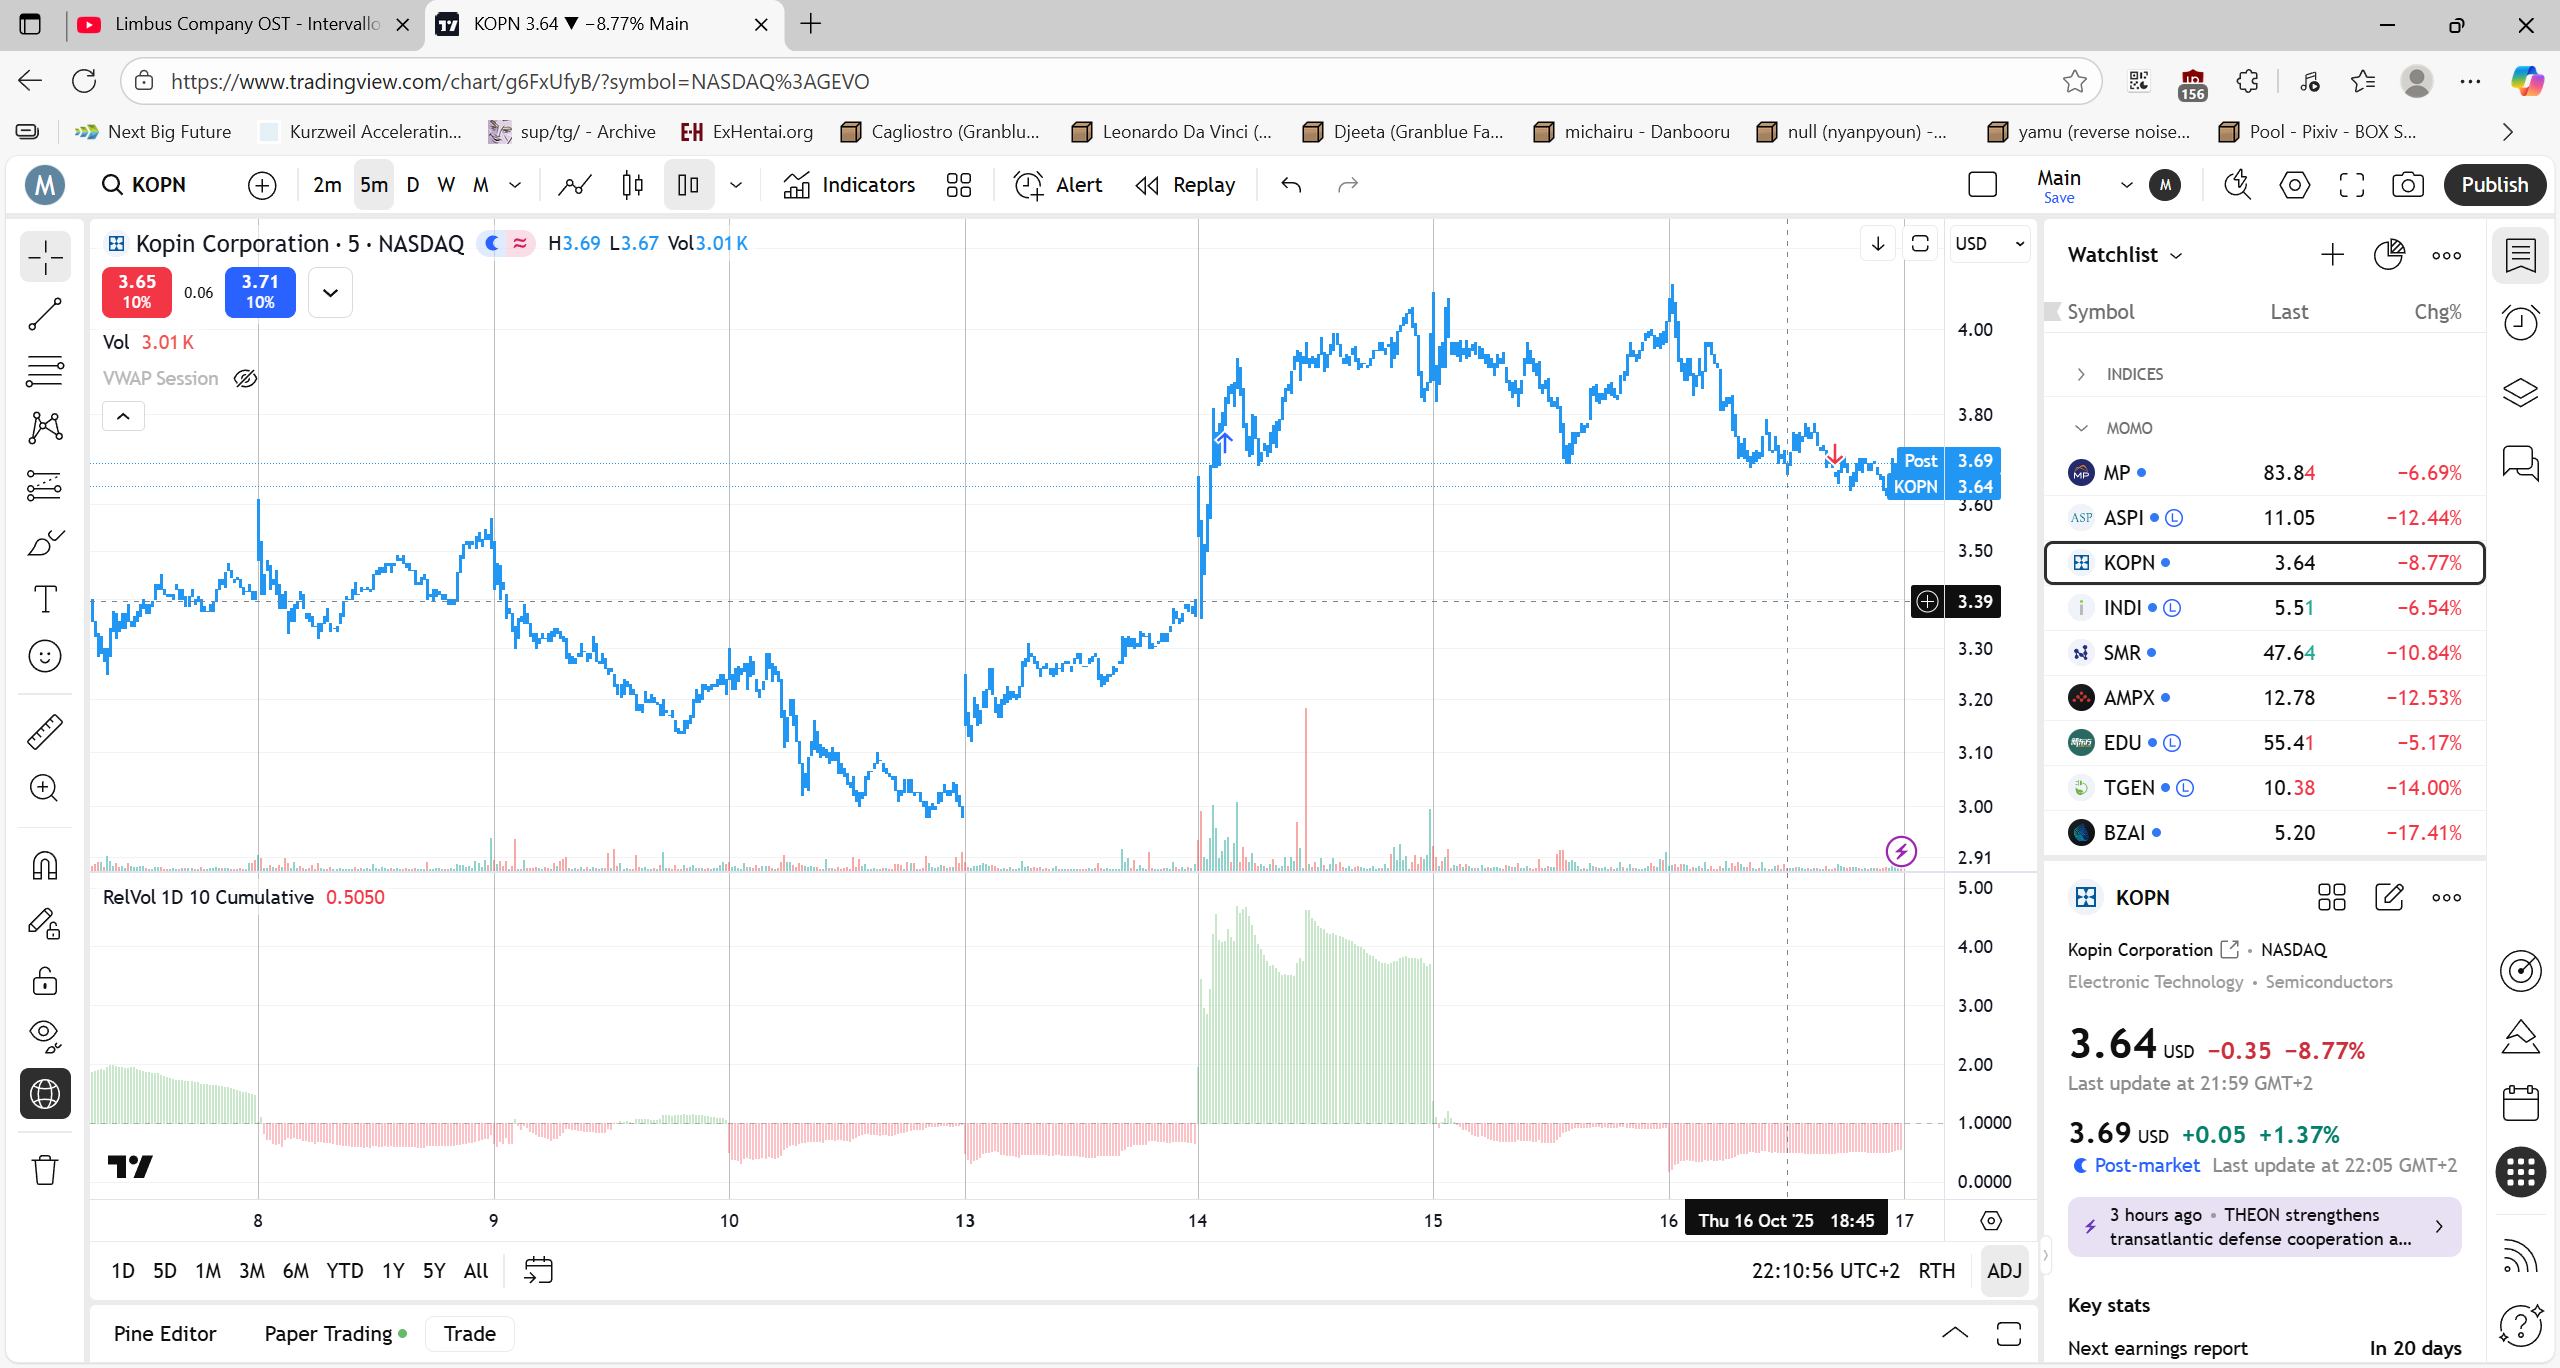 Limbus Company OST - Intervallo
KOPN 3.64 ▼ −8.77% Main
https://www.tradingview.com/chart/g6FxUfyB/?symbol=NASDAQ%3AGEVO
156
Next Big Future
Kurzweil Acceleratin...
sup/tg/ - Archive
E-H ExHentai.org
Cagliostro (Granblu...
Leonardo Da Vinci (...
Djeeta (Granblue Fa...
michairu - Danbooru
null (nyanpyoun) -...
yamu (reverse noise...
Pool - Pixiv - BOX S...
M
KOPN
2m 5m D W M
Indicators
Alert
Replay
Main
Save
M
Publish
Kopin Corporation · 5 · NASDAQ
H3.69 L3.67 Vol3.01 K
USD
3.65
10%
0.06
3.71
10%
Vol 3.01 K
VWAP Session
4.00
3.80
Post 3.69
KOPN 3.64
3.60
3.50
3.39
3.30
3.20
3.10
3.00
2.91
RelVol 1D 10 Cumulative 0.5050
5.00
4.00
3.00
2.00
1.0000
0.0000
8 9 10 13 14 15 16 Thu 16 Oct '25 18:45 17
1D 5D 1M 3M 6M YTD 1Y 5Y All
22:10:56 UTC+2 RTH ADJ
Pine Editor Paper Trading Trade
Watchlist
Symbol Last Chg%
INDICES
MOMO
MP MP 83.84 −6.69%
ASP ASPI L 11.05 −12.44%
KOPN 3.64 −8.77%
INDI L 5.51 −6.54%
SMR 47.64 −10.84%
AMPX 12.78 −12.53%
EDU L 55.41 −5.17%
TGEN L 10.38 −14.00%
BZAI 5.20 −17.41%
KOPN
Kopin Corporation • NASDAQ
Electronic Technology • Semiconductors
3.64 USD −0.35 −8.77%
Last update at 21:59 GMT+2
3.69 USD +0.05 +1.37%
Post-market Last update at 22:05 GMT+2
3 hours ago • THEON strengthens
transatlantic defense cooperation a...
Key stats
Next earnings report In 20 days